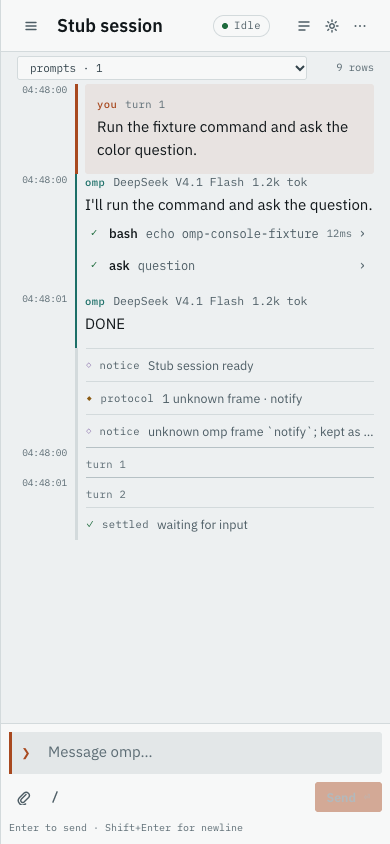 Stub session
Idle
prompts · 1
9 rows
04:48:00
you turn 1
Run the fixture command and ask the
color question.
04:48:00
omp DeepSeek V4.1 Flash 1.2k tok
I'll run the command and ask the question.
✓ bash echo omp-console-fixture 12ms ›
✓ ask question ›
04:48:01
omp DeepSeek V4.1 Flash 1.2k tok
DONE
◇ notice Stub session ready
◆ protocol 1 unknown frame · notify
◇ notice unknown omp frame `notify`; kept as ...
04:48:00
turn 1
04:48:01
turn 2
✓ settled waiting for input
❯ Message omp...
/
Send
Enter to send · Shift+Enter for newline